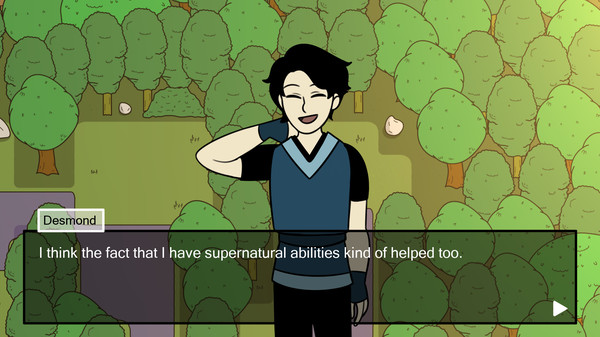 Desmond
I think the fact that I have supernatural abilities kind of helped too.